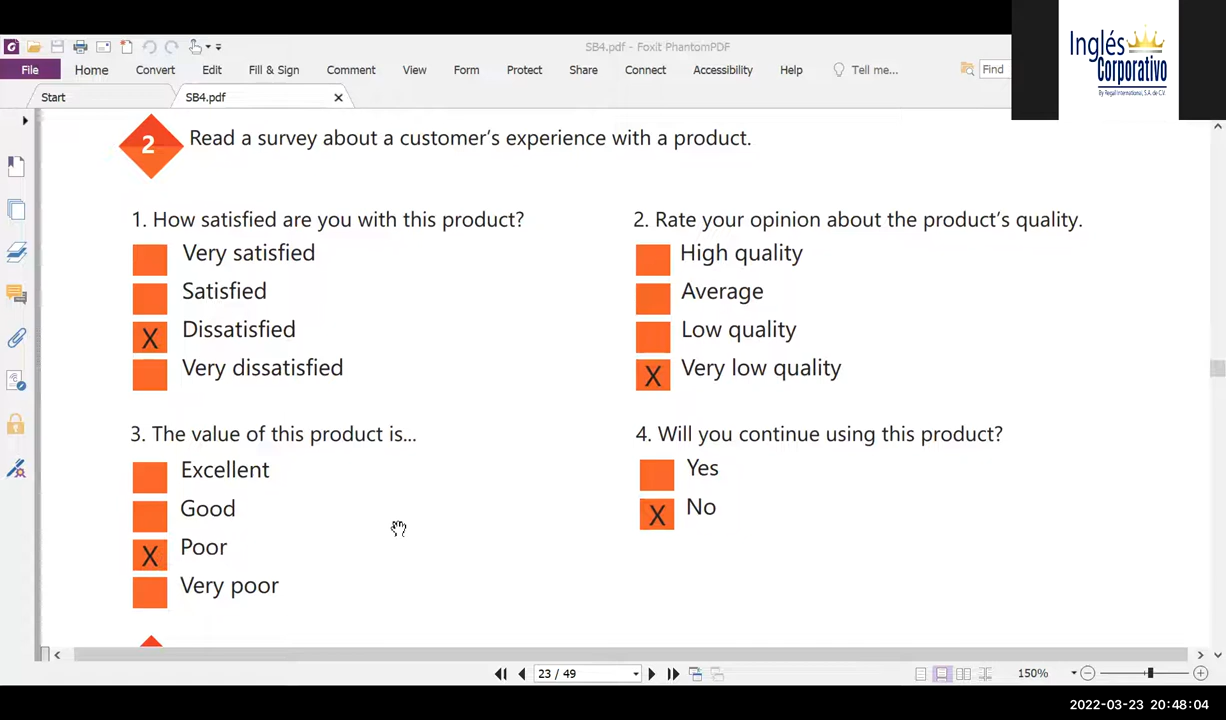 SB4.pdf - Foxit PhantomPDF
File Home Convert Edit Fill & Sign Comment View Form Protect Share Connect Accessibility Help Tell me... Find
Start SB4.pdf
Inglés
Corporativo
By Regall International, S.A. de C.V.
2 Read a survey about a customer's experience with a product.
1. How satisfied are you with this product?
Very satisfied
Satisfied
X Dissatisfied
Very dissatisfied
2. Rate your opinion about the product's quality.
High quality
Average
Low quality
X Very low quality
3. The value of this product is...
Excellent
Good
X Poor
Very poor
4. Will you continue using this product?
Yes
X No
23 / 49
150%
2022-03-23 20:48:04